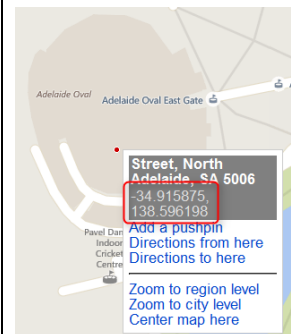 Adelaide Oval
Adelaide Oval East Gate
Street, North
Adelaide, SA 5006
-34.915875,
138.596198
Pavel Dan
Indoor
Cricket
Centre
Add a pushpin
Directions from here
Directions to here
Zoom to region level
Zoom to city level
Center map here